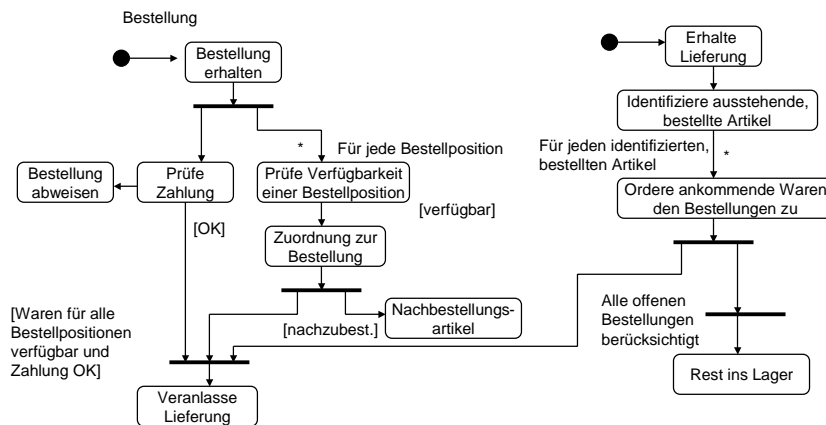 Bestellung
Bestellung
erhalten
*
Für jede Bestellposition
Bestellung
abweisen
Prüfe
Zahlung
Prüfe Verfügbarkeit
einer Bestellposition
[verfügbar]
[OK]
Zuordnung zur
Bestellung
[Waren für alle
Bestellpositionen
verfügbar und
Zahlung OK]
[nachzubest.]
Nachbestellungs-
artikel
Veranlasse
Lieferung
Erhalte
Lieferung
Identifiziere ausstehende,
bestellte Artikel
Für jeden identifizierten,
bestellten Artikel
*
Ordere ankommende Waren
den Bestellungen zu
Alle offenen
Bestellungen
berücksichtigt
Rest ins Lager